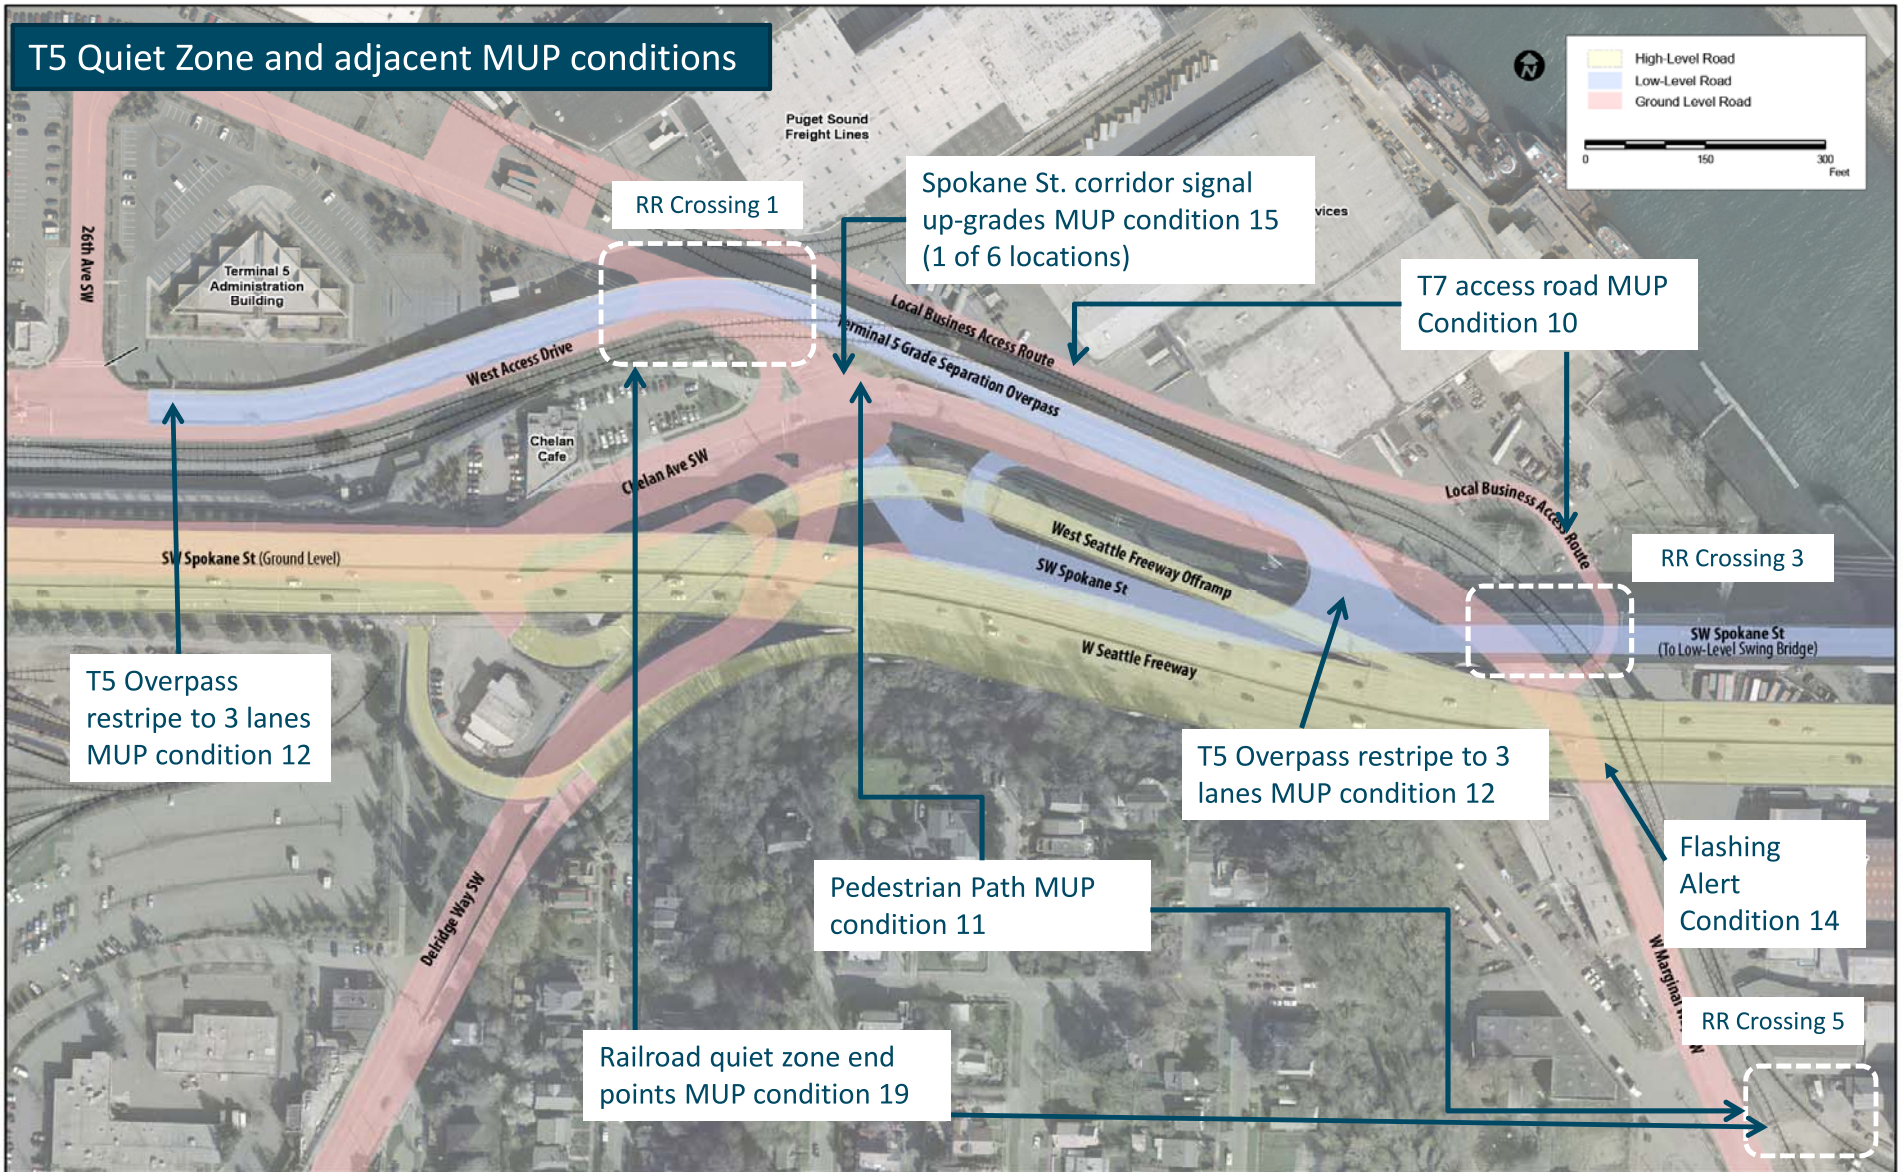 T5 Quiet Zone and adjacent MUP conditions
High-Level Road
Low-Level Road
Ground Level Road
0 150 300
Feet
N
Puget Sound
Freight Lines
RR Crossing 1
Spokane St. corridor signal
up-grades MUP condition 15
(1 of 6 locations)
vices
T7 access road MUP
Condition 10
26th Ave SW
Terminal 5
Administration
Building
Local Business Access Route
Terminal 5 Grade Separation Overpass
West Access Drive
Chelan
Cafe
Chelan Ave SW
Local Business Access Route
West Seattle Freeway Offramp
SW Spokane St (Ground Level)
SW Spokane St
RR Crossing 3
SW Spokane St
(To Low-Level Swing Bridge)
W Seattle Freeway
T5 Overpass
restripe to 3 lanes
MUP condition 12
T5 Overpass restripe to 3
lanes MUP condition 12
Flashing
Alert
Condition 14
Pedestrian Path MUP
condition 11
Delridge Way SW
W Marginal
W
RR Crossing 5
Railroad quiet zone end
points MUP condition 19